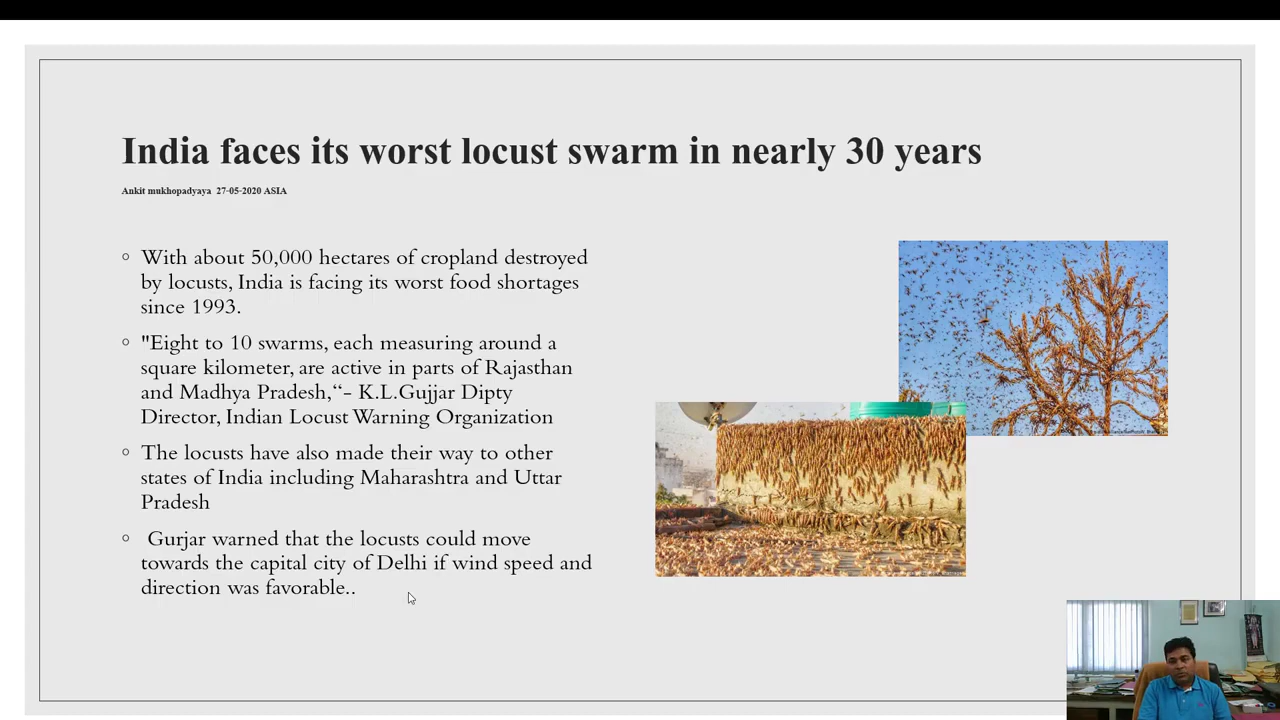 India faces its worst locust swarm in nearly 30 years
Ankit mukhopadyaya 27-05-2020 ASIA
○ With about 50,000 hectares of cropland destroyed
by locusts, India is facing its worst food shortages
since 1993.
○ "Eight to 10 swarms, each measuring around a
square kilometer, are active in parts of Rajasthan
and Madhya Pradesh,“- K.L.Gujjar Dipty
Director, Indian Locust Warning Organization
○ The locusts have also made their way to other
states of India including Maharashtra and Uttar
Pradesh
○ Gurjar warned that the locusts could move
towards the capital city of Delhi if wind speed and
direction was favorable..